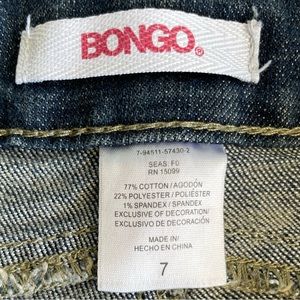 BONGO®
7-94511-57430-2
SEAS: F0
RN 15099
77% COTTON / AGODÓN
22% POLYESTER / POLIÉSTER
1% SPANDEX / SPANDEX
EXCLUSIVE OF DECORATION/
EXCLUSIVO DE DECORACIÓN
MADE IN/
HECHO EN CHINA
7